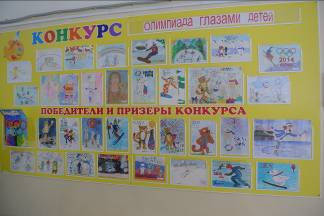 КОНКУРС
ОЛИМПИАДА ГЛАЗАМИ ДЕТЕЙ
2014
ПОБЕДИТЕЛИ И ПРИЗЕРЫ КОНКУРСА